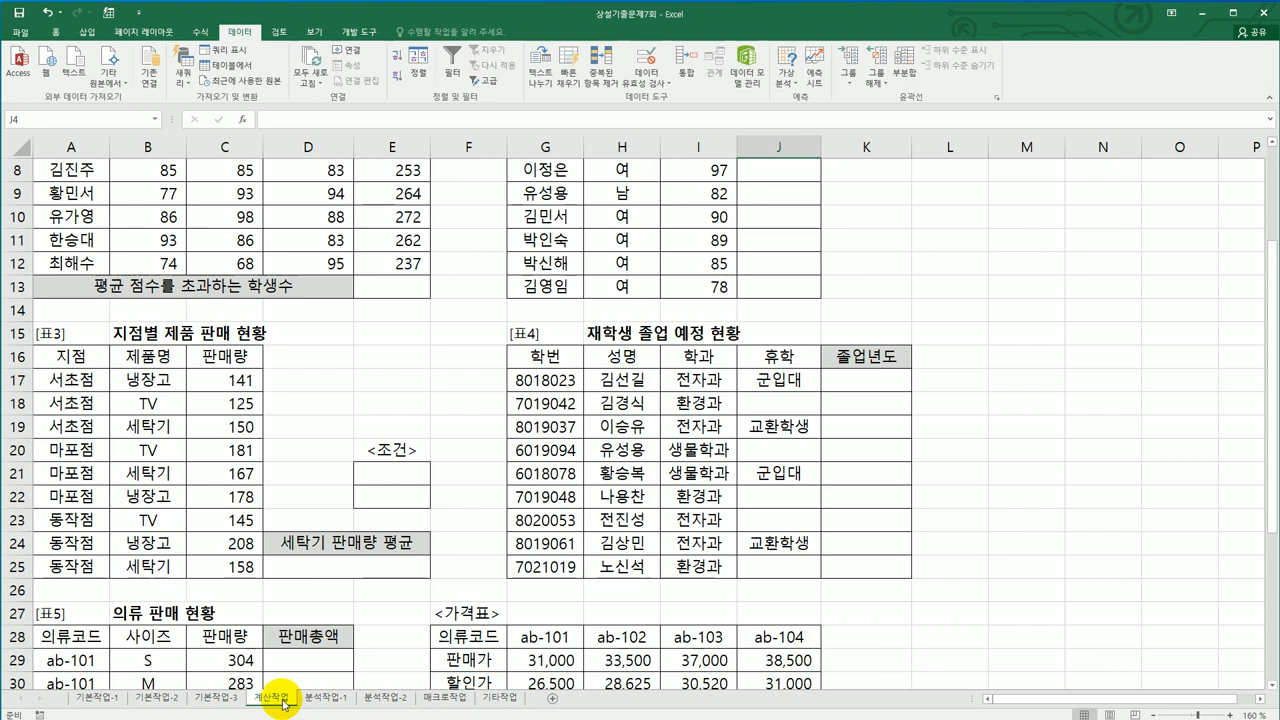 상설기출문제7회 - Excel
파일 홈 삽입 페이지 레이아웃 수식 데이터 검토 보기 개발 도구 수행할 작업을 알려 주세요. 공유
Access 웹 텍스트 기타 원본에서 기존 연결 새쿼리 쿼리 표시 테이블에서 최근에 사용한 원본 모두 새로 고침 연결 속성 연결 편집 정렬 필터 지우기 다시 적용 고급 텍스트 나누기 빠른 채우기 중복된 항목 제거 데이터 유효성 검사 통합 관계 데이터 모델 관리 가상 분석 예측 시트 그룹 그룹 해제 부분합 하위 수준 표시 하위 수준 숨기기
외부 데이터 가져오기 가져오기 및 변환 연결 정렬 및 필터 데이터 도구 예측 윤곽선
J4 fx
A B C D E F G H I J K L M N O P
8 김진주 85 85 83 253 이정은 여 97
9 황민서 77 93 94 264 유성용 남 82
10 유가영 86 98 88 272 김민서 여 90
11 한승대 93 86 83 262 박인숙 여 89
12 최해수 74 68 95 237 박신해 여 85
13 평균 점수를 초과하는 학생수 김영임 여 78
14
15 [표3] 지점별 제품 판매 현황 [표4] 재학생 졸업 예정 현황
16 지점 제품명 판매량 학번 성명 학과 휴학 졸업년도
17 서초점 냉장고 141 8018023 김선길 전자과 군입대
18 서초점 TV 125 7019042 김경식 환경과
19 서초점 세탁기 150 8019037 이승유 전자과 교환학생
20 마포점 TV 181 <조건> 6019094 유성용 생물학과
21 마포점 세탁기 167 6018078 황승복 생물학과 군입대
22 마포점 냉장고 178 7019048 나용찬 환경과
23 동작점 TV 145 8020053 전진성 전자과
24 동작점 냉장고 208 세탁기 판매량 평균 8019061 김상민 전자과 교환학생
25 동작점 세탁기 158 7021019 노신석 환경과
26
27 [표5] 의류 판매 현황 <가격표>
28 의류코드 사이즈 판매량 판매총액 의류코드 ab-101 ab-102 ab-103 ab-104
29 ab-101 S 304 판매가 31,000 33,500 37,000 38,500
30 ab-101 M 283 할인가 26,500 28,625 30,520 31,000
기본작업-1 기본작업-2 기본작업-3 계산작업 분석작업-1 분석작업-2 매크로작업 기타작업
준비 160 %